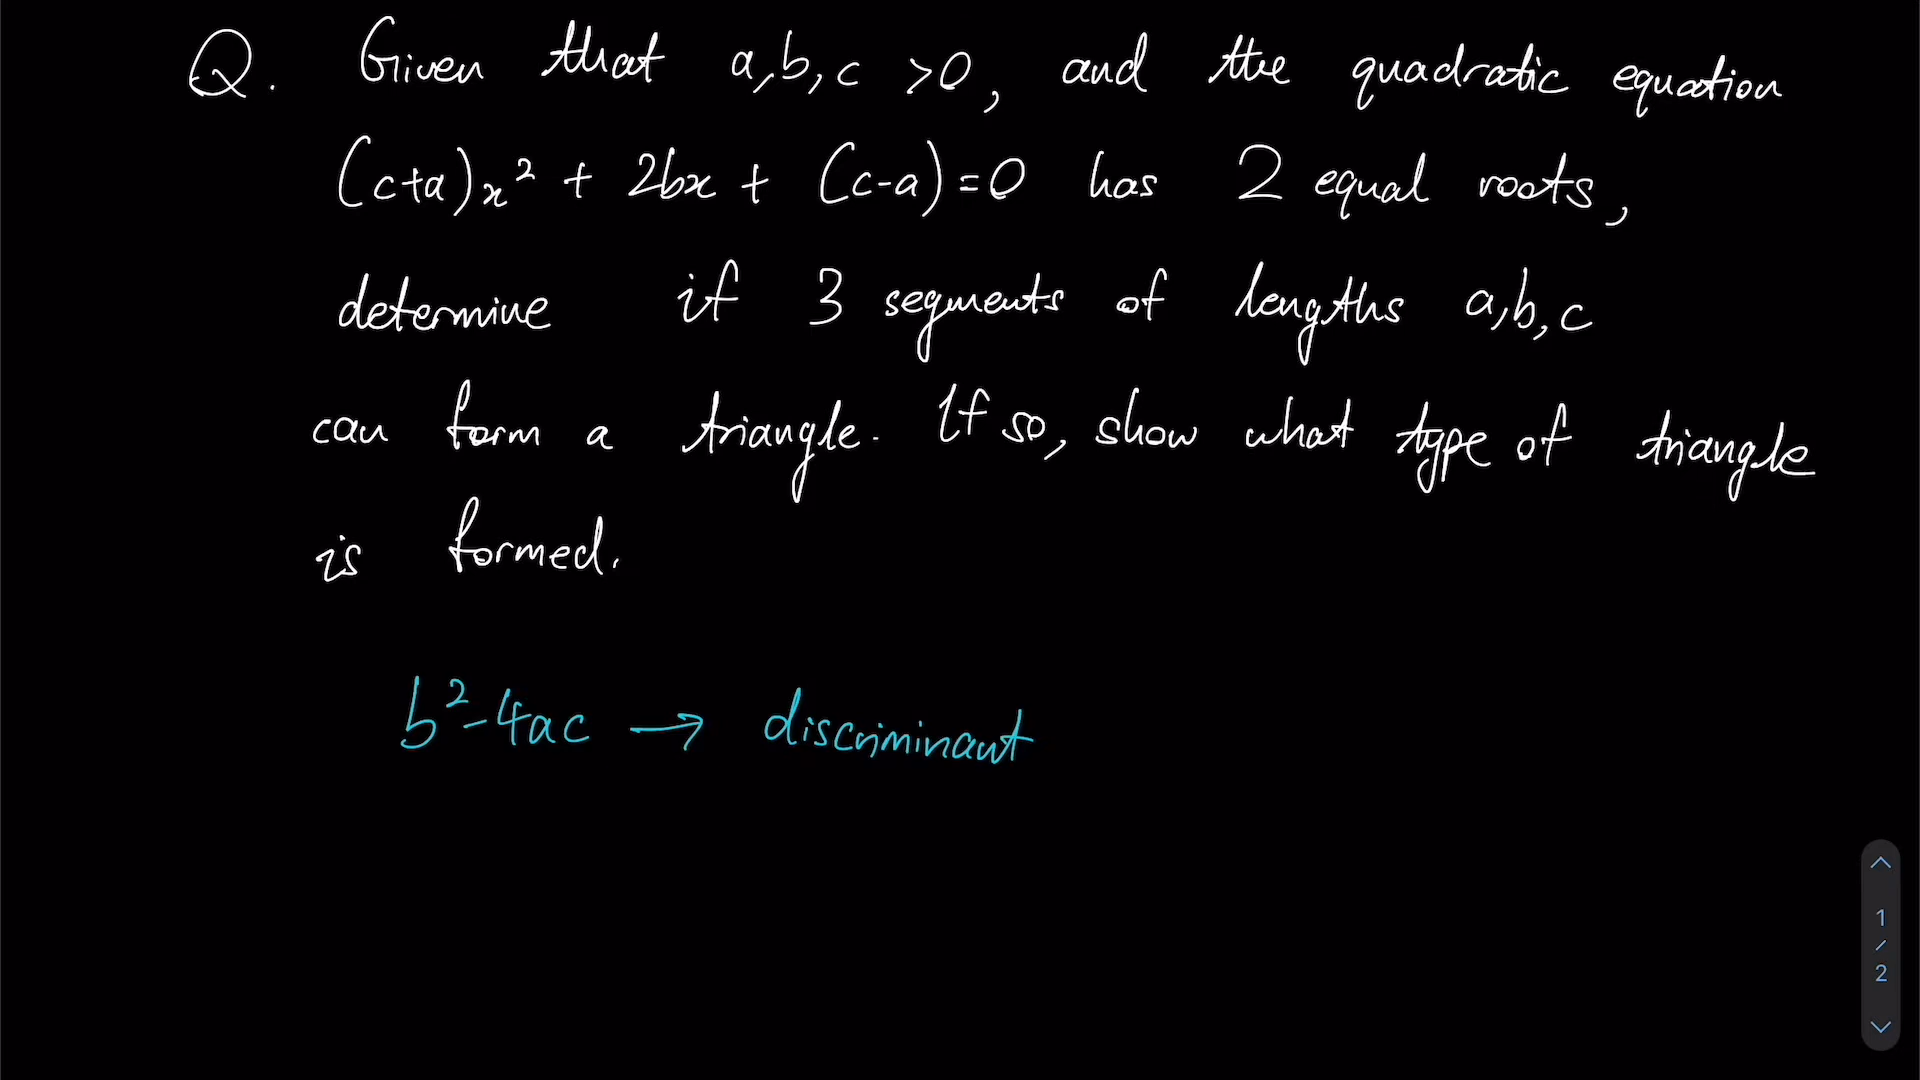 Q. Given that a,b,c >0, and the quadratic equation
(c+a)x² + 2bx + (c-a)=0 has 2 equal roots,
determine if 3 segments of lengths a,b,c
can form a triangle. If so, show what type of triangle
is formed.
b²-4ac → discriminant
1
/
2